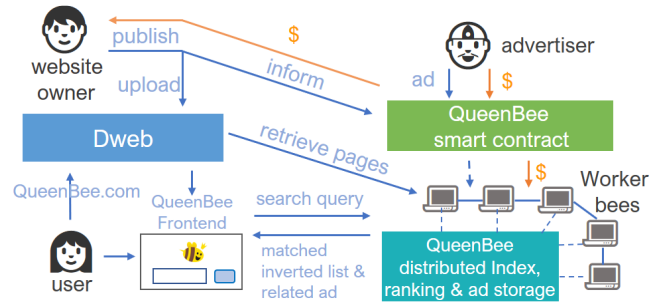 publish
$
advertiser
website
owner
upload
inform
ad
$
Dweb
QueenBee
smart contract
retrieve pages
$
QueenBee.com
QueenBee
Frontend
search query
Worker
bees
matched
inverted list &
related ad
QueenBee
distributed Index,
ranking & ad storage
user